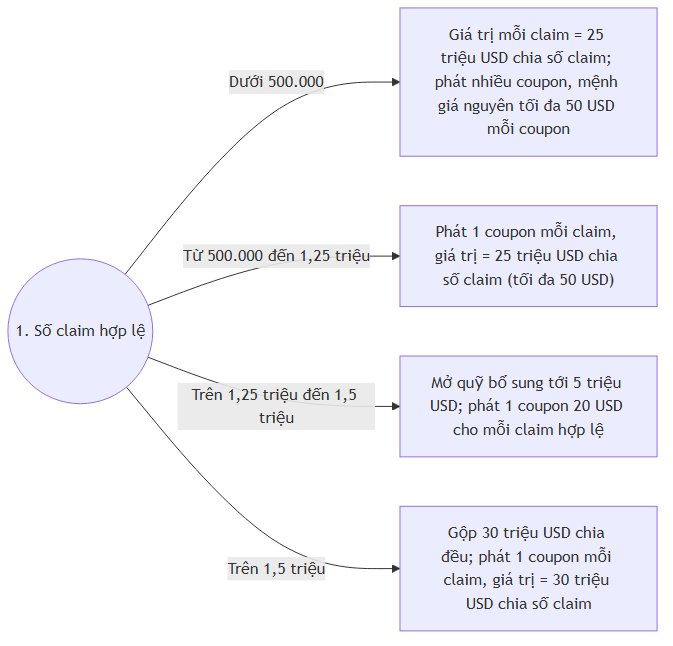 Giá trị mỗi claim = 25
triệu USD chia số claim;
phát nhiều coupon, mệnh
giá nguyên tối đa 50 USD
mỗi coupon
Dưới 500.000
Từ 500.000 đến 1,25 triệu
Phát 1 coupon mỗi claim,
giá trị = 25 triệu USD chia
số claim (tối đa 50 USD)
1. Số claim hợp lệ
Trên 1,25 triệu đến 1,5
triệu
Mở quỹ bổ sung tới 5 triệu
USD; phát 1 coupon 20 USD
cho mỗi claim hợp lệ
Trên 1,5 triệu
Gộp 30 triệu USD chia
đều; phát 1 coupon mỗi
claim, giá trị = 30 triệu
USD chia số claim